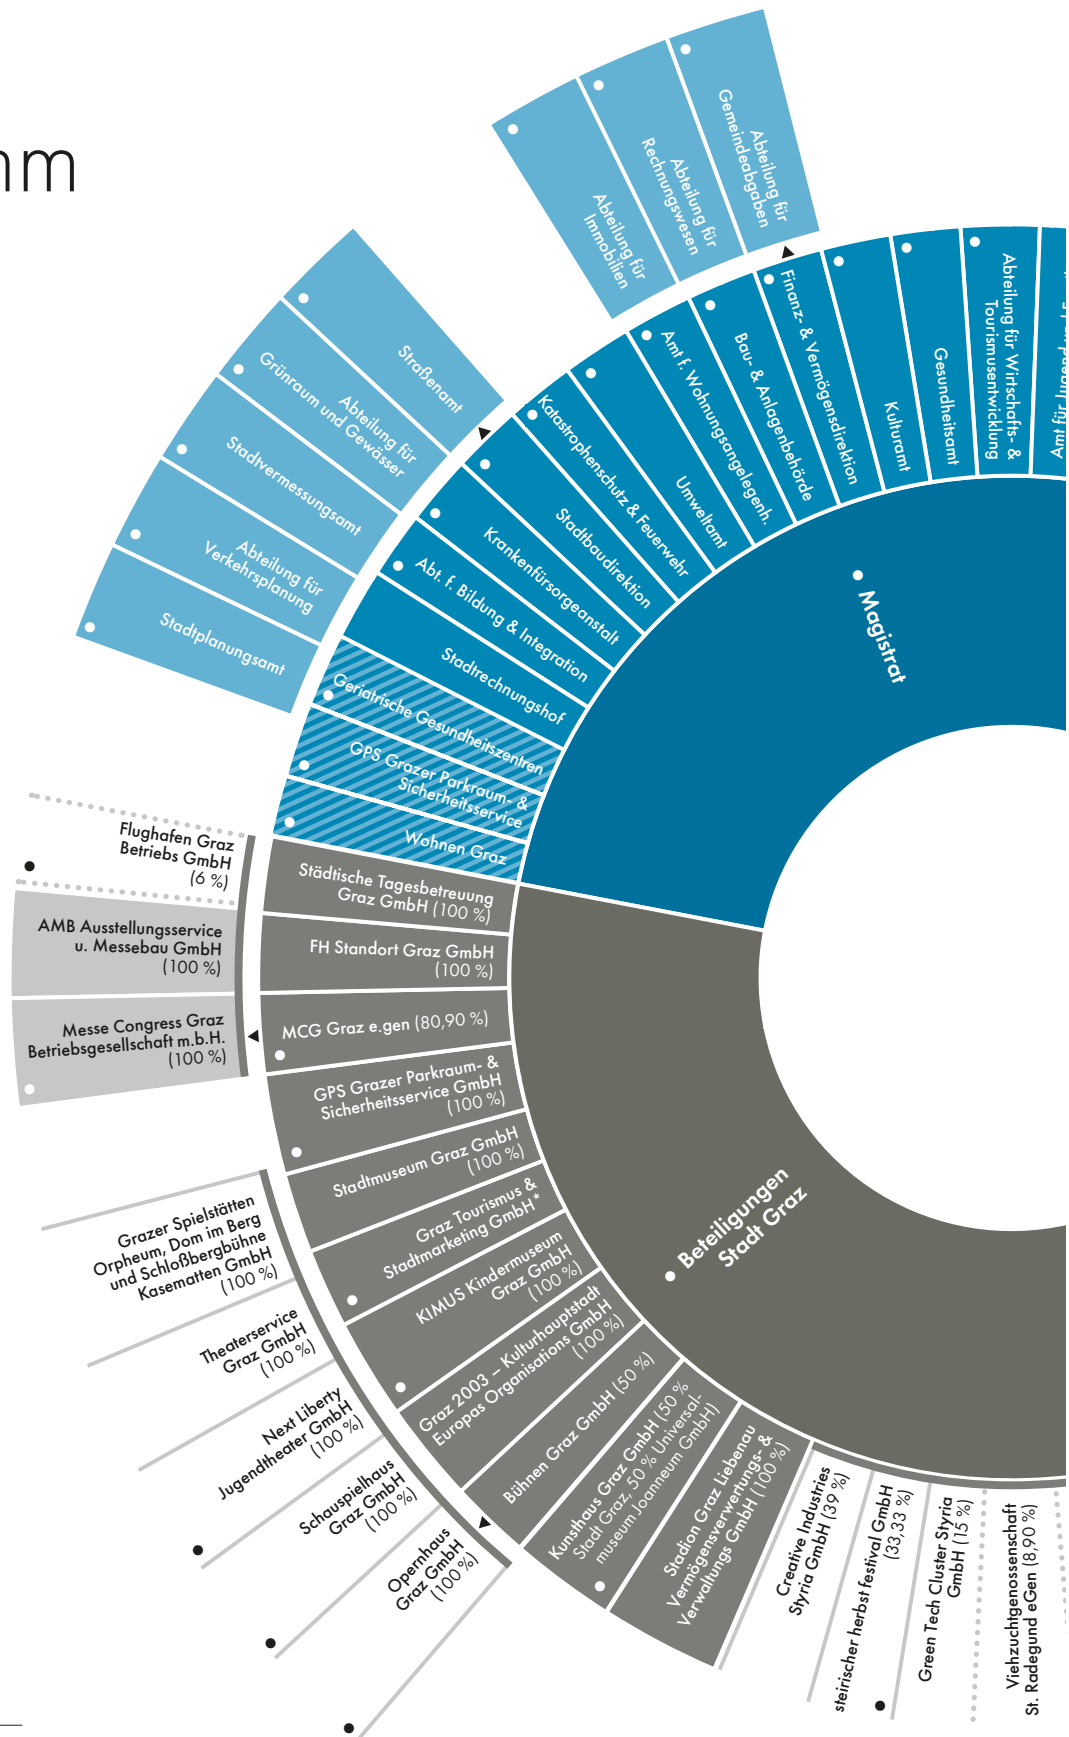 mm
Abteilung für
Gemeindeabgaben
Abteilung für
Rechnungswesen
Abteilung für
Immobilien
Straßenamt
Abteilung für
Grünraum und Gewässer
Stadtvermessungsamt
Abteilung für
Verkehrsplanung
Stadtplanungsamt
Abteilung für Wirtschafts- &
Tourismusentwicklung
Gesundheitsamt
Kulturamt
Finanz- & Vermögensdirektion
Bau- & Anlagenbehörde
Amt f. Wohnungsangelegenh.
Umweltamt
Katastrophenschutz & Feuerwehr
Stadtbaudirektion
Krankenfürsorgeanstalt
Abt. f. Bildung & Integration
Stadtrechnungshof
Geriatrische Gesundheitszentren
GPS Grazer Parkraum- &
Sicherheitsservice
Wohnen Graz
Magistrat
Flughafen Graz
Betriebs GmbH
(6 %)
AMB Ausstellungsservice
u. Messebau GmbH
(100 %)
Messe Congress Graz
Betriebsgesellschaft m.b.H.
(100 %)
Städtische Tagesbetreuung
Graz GmbH (100 %)
FH Standort Graz GmbH
(100 %)
MCG Graz e.gen (80,90 %)
GPS Grazer Parkraum- &
Sicherheitsservice GmbH
(100 %)
Stadtmuseum Graz GmbH
(100 %)
Graz Tourismus &
Stadtmarketing GmbH*
KIMUS Kindermuseum
Graz GmbH
(100 %)
Graz 2003 – Kulturhauptstadt
Europas Organisations GmbH
(100 %)
Bühnen Graz GmbH (50 %)
Kunsthaus Graz GmbH (50 %
Stadt Graz, 50 % Universal-
museum Joanneum GmbH)
Stadion Graz Liebenau
Vermögensverwertungs- &
Verwaltungs GmbH (100 %)
Beteiligungen
Stadt Graz
Grazer Spielstätten
Orpheum, Dom im Berg
und Schloßbergbühne
Kasematten GmbH
(100 %)
Theaterservice
Graz GmbH
(100 %)
Next Liberty
Jugendtheater GmbH
(100 %)
Schauspielhaus
Graz GmbH
(100 %)
Opernhaus
Graz GmbH
(100 %)
Creative Industries
Styria GmbH (39 %)
steirischer herbst festival GmbH
(33,33 %)
Green Tech Cluster Styria
GmbH (15 %)
Viehzuchtgenossenschaft
St. Radegund eGen (8,90 %)
Amt für Jugend und